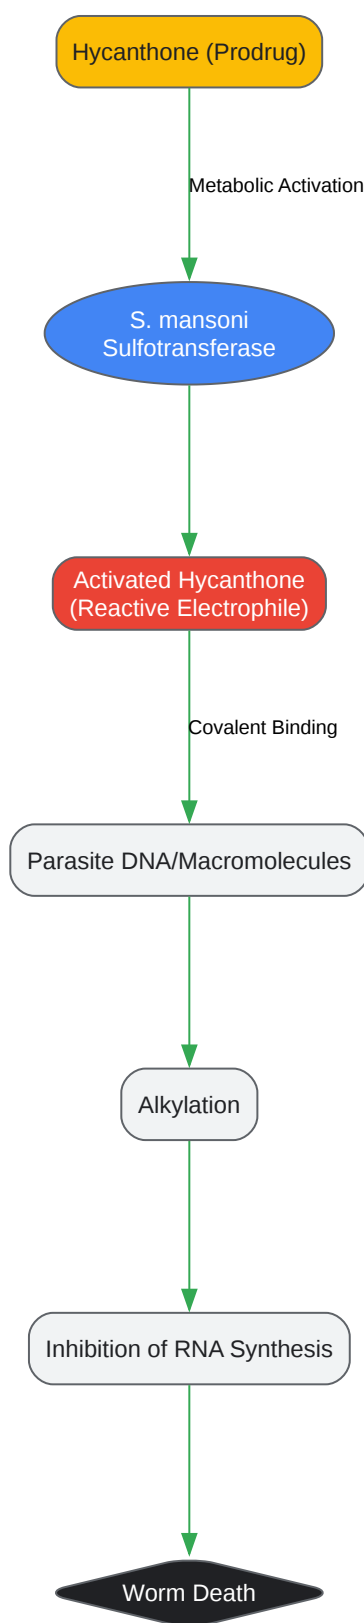 Hycanthone (Prodrug)
Metabolic Activation
S. mansoni
Sulfotransferase
Activated Hycanthone
(Reactive Electrophile)
Covalent Binding
Parasite DNA/Macromolecules
Alkylation
Inhibition of RNA Synthesis
Worm Death